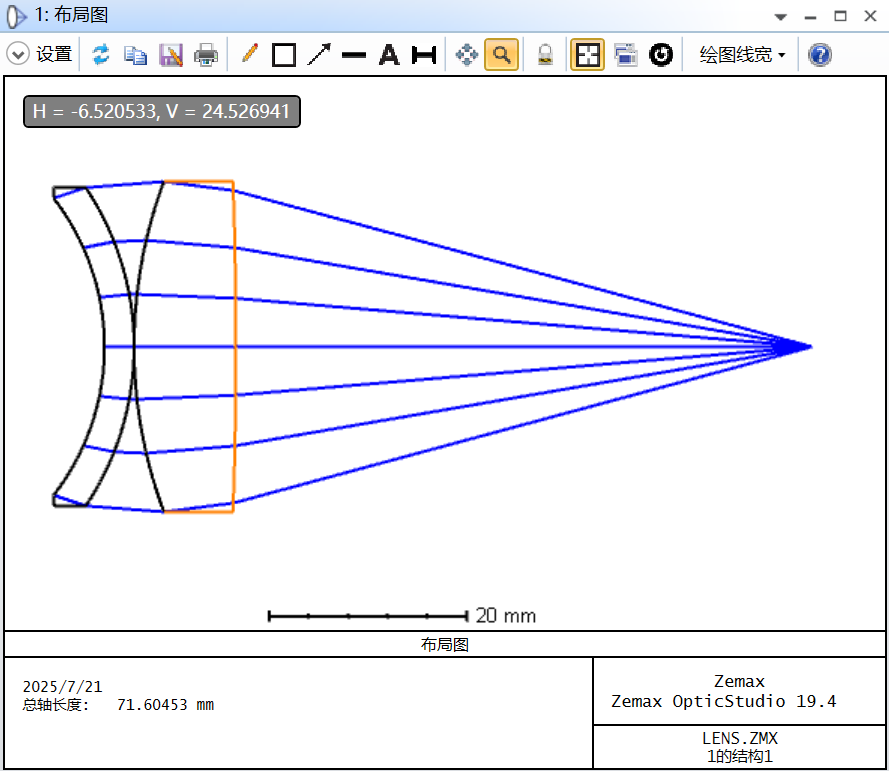 1: 布局图
设置
A
绘图线宽
H = -6.520533, V = 24.526941
20 mm
布局图
2025/7/21
总轴长度: 71.60453 mm
Zemax
Zemax OpticStudio 19.4
LENS.ZMX
1的结构1